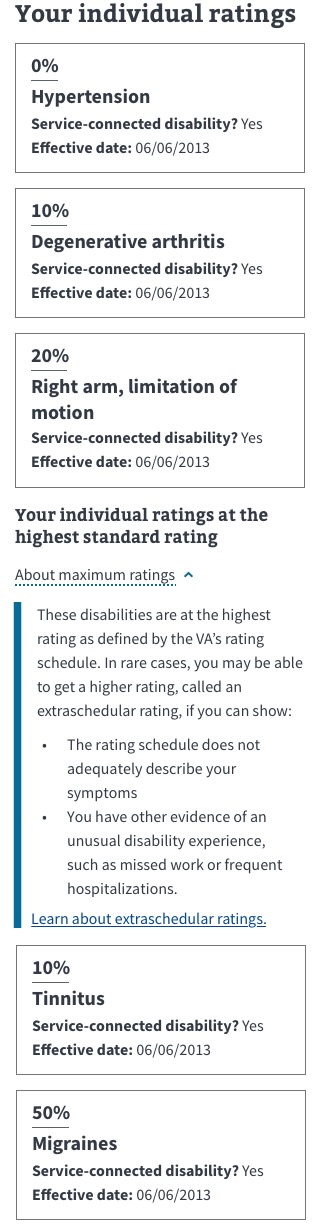 Your individual ratings
0%
Hypertension
Service-connected disability? Yes
Effective date: 06/06/2013
10%
Degenerative arthritis
Service-connected disability? Yes
Effective date: 06/06/2013
20%
Right arm, limitation of
motion
Service-connected disability? Yes
Effective date: 06/06/2013
Your individual ratings at the
highest standard rating
About maximum ratings
These disabilities are at the highest
rating as defined by the VA’s rating
schedule. In rare cases, you may be able
to get a higher rating, called an
extraschedular rating, if you can show:
• The rating schedule does not
adequately describe your
symptoms
• You have other evidence of an
unusual disability experience,
such as missed work or frequent
hospitalizations.
Learn about extraschedular ratings.
10%
Tinnitus
Service-connected disability? Yes
Effective date: 06/06/2013
50%
Migraines
Service-connected disability? Yes
Effective date: 06/06/2013